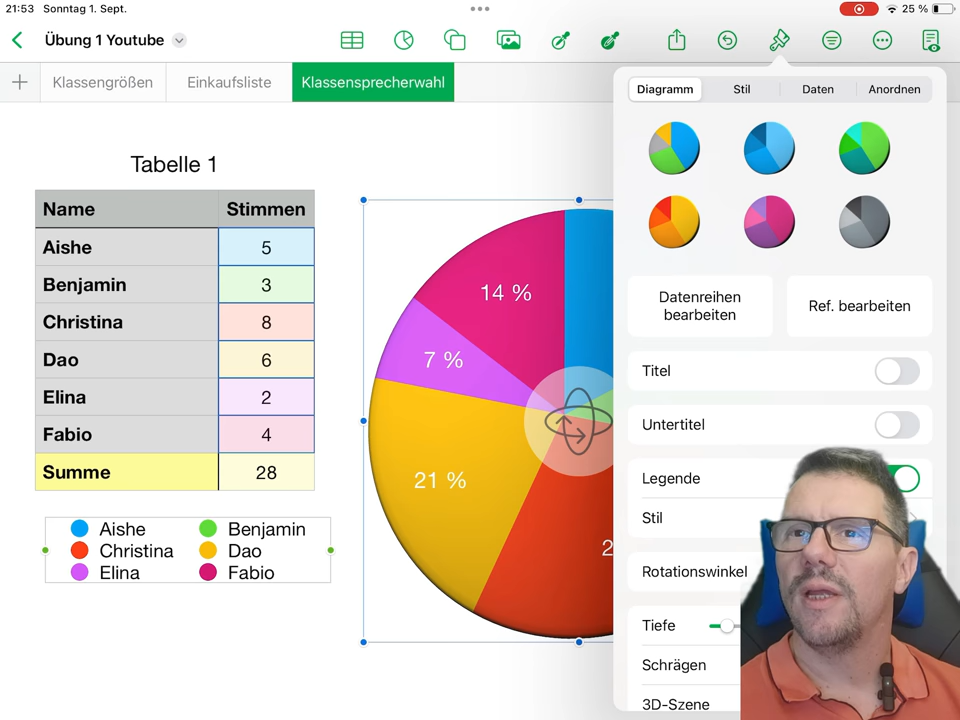 21:53 Sonntag 1. Sept.
25 %
Übung 1 Youtube
Klassengrößen
Einkaufsliste
Klassensprecherwahl
Diagramm
Stil
Daten
Anordnen
Tabelle 1
Name Stimmen
Aishe 5
Benjamin 3
Christina 8
Dao 6
Elina 2
Fabio 4
Summe 28
Aishe Benjamin
Christina Dao
Elina Fabio
14 %
7 %
21 %
2
Datenreihen
bearbeiten
Ref. bearbeiten
Titel
Untertitel
Legende
Stil
Rotationswinkel
Tiefe
Schrägen
3D-Szene